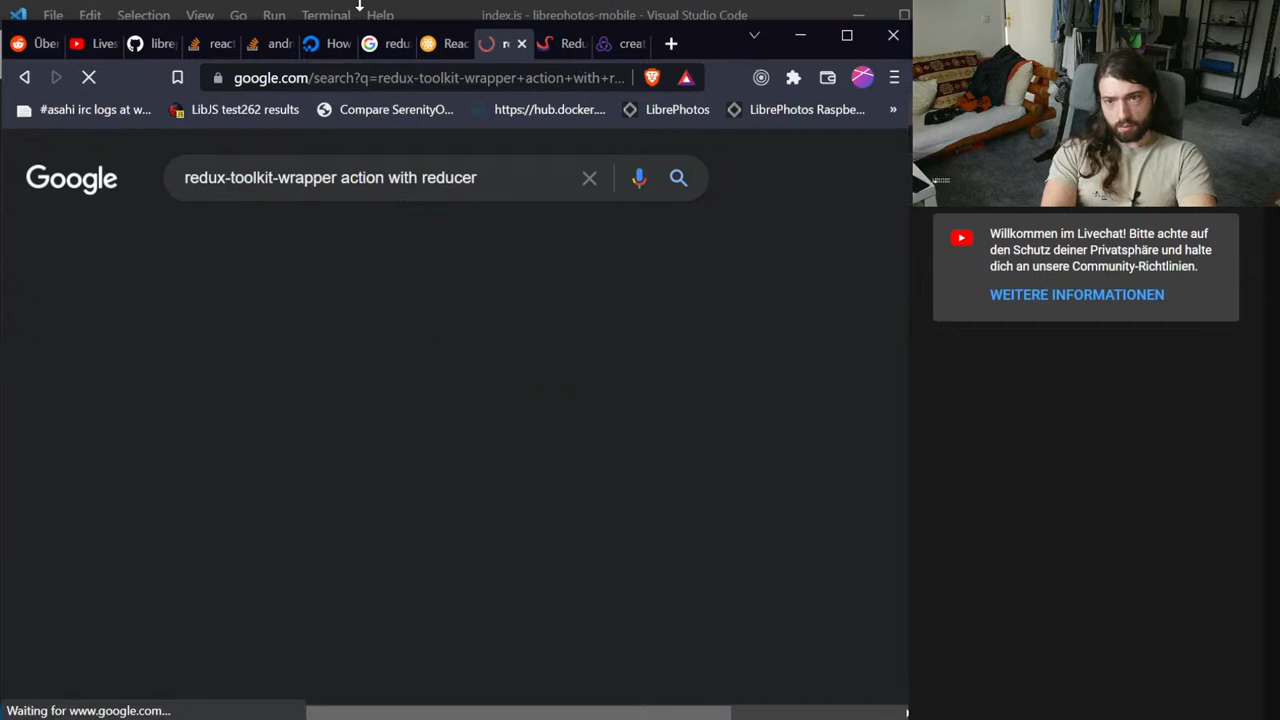 File Edit Selection View Go Run Terminal Help index.js - librephotos-mobile - Visual Studio Code
Über Lives libre react andr How redu Reac re Redu creat
google.com/search?q=redux-toolkit-wrapper+action+with+r...
#asahi irc logs at w... LibJS test262 results Compare SerenityO... https://hub.docker.... LibrePhotos LibrePhotos Raspbe... »
Google redux-toolkit-wrapper action with reducer
Willkommen im Livechat! Bitte achte auf
den Schutz deiner Privatsphäre und halte
dich an unsere Community-Richtlinien.
WEITERE INFORMATIONEN
Waiting for www.google.com...